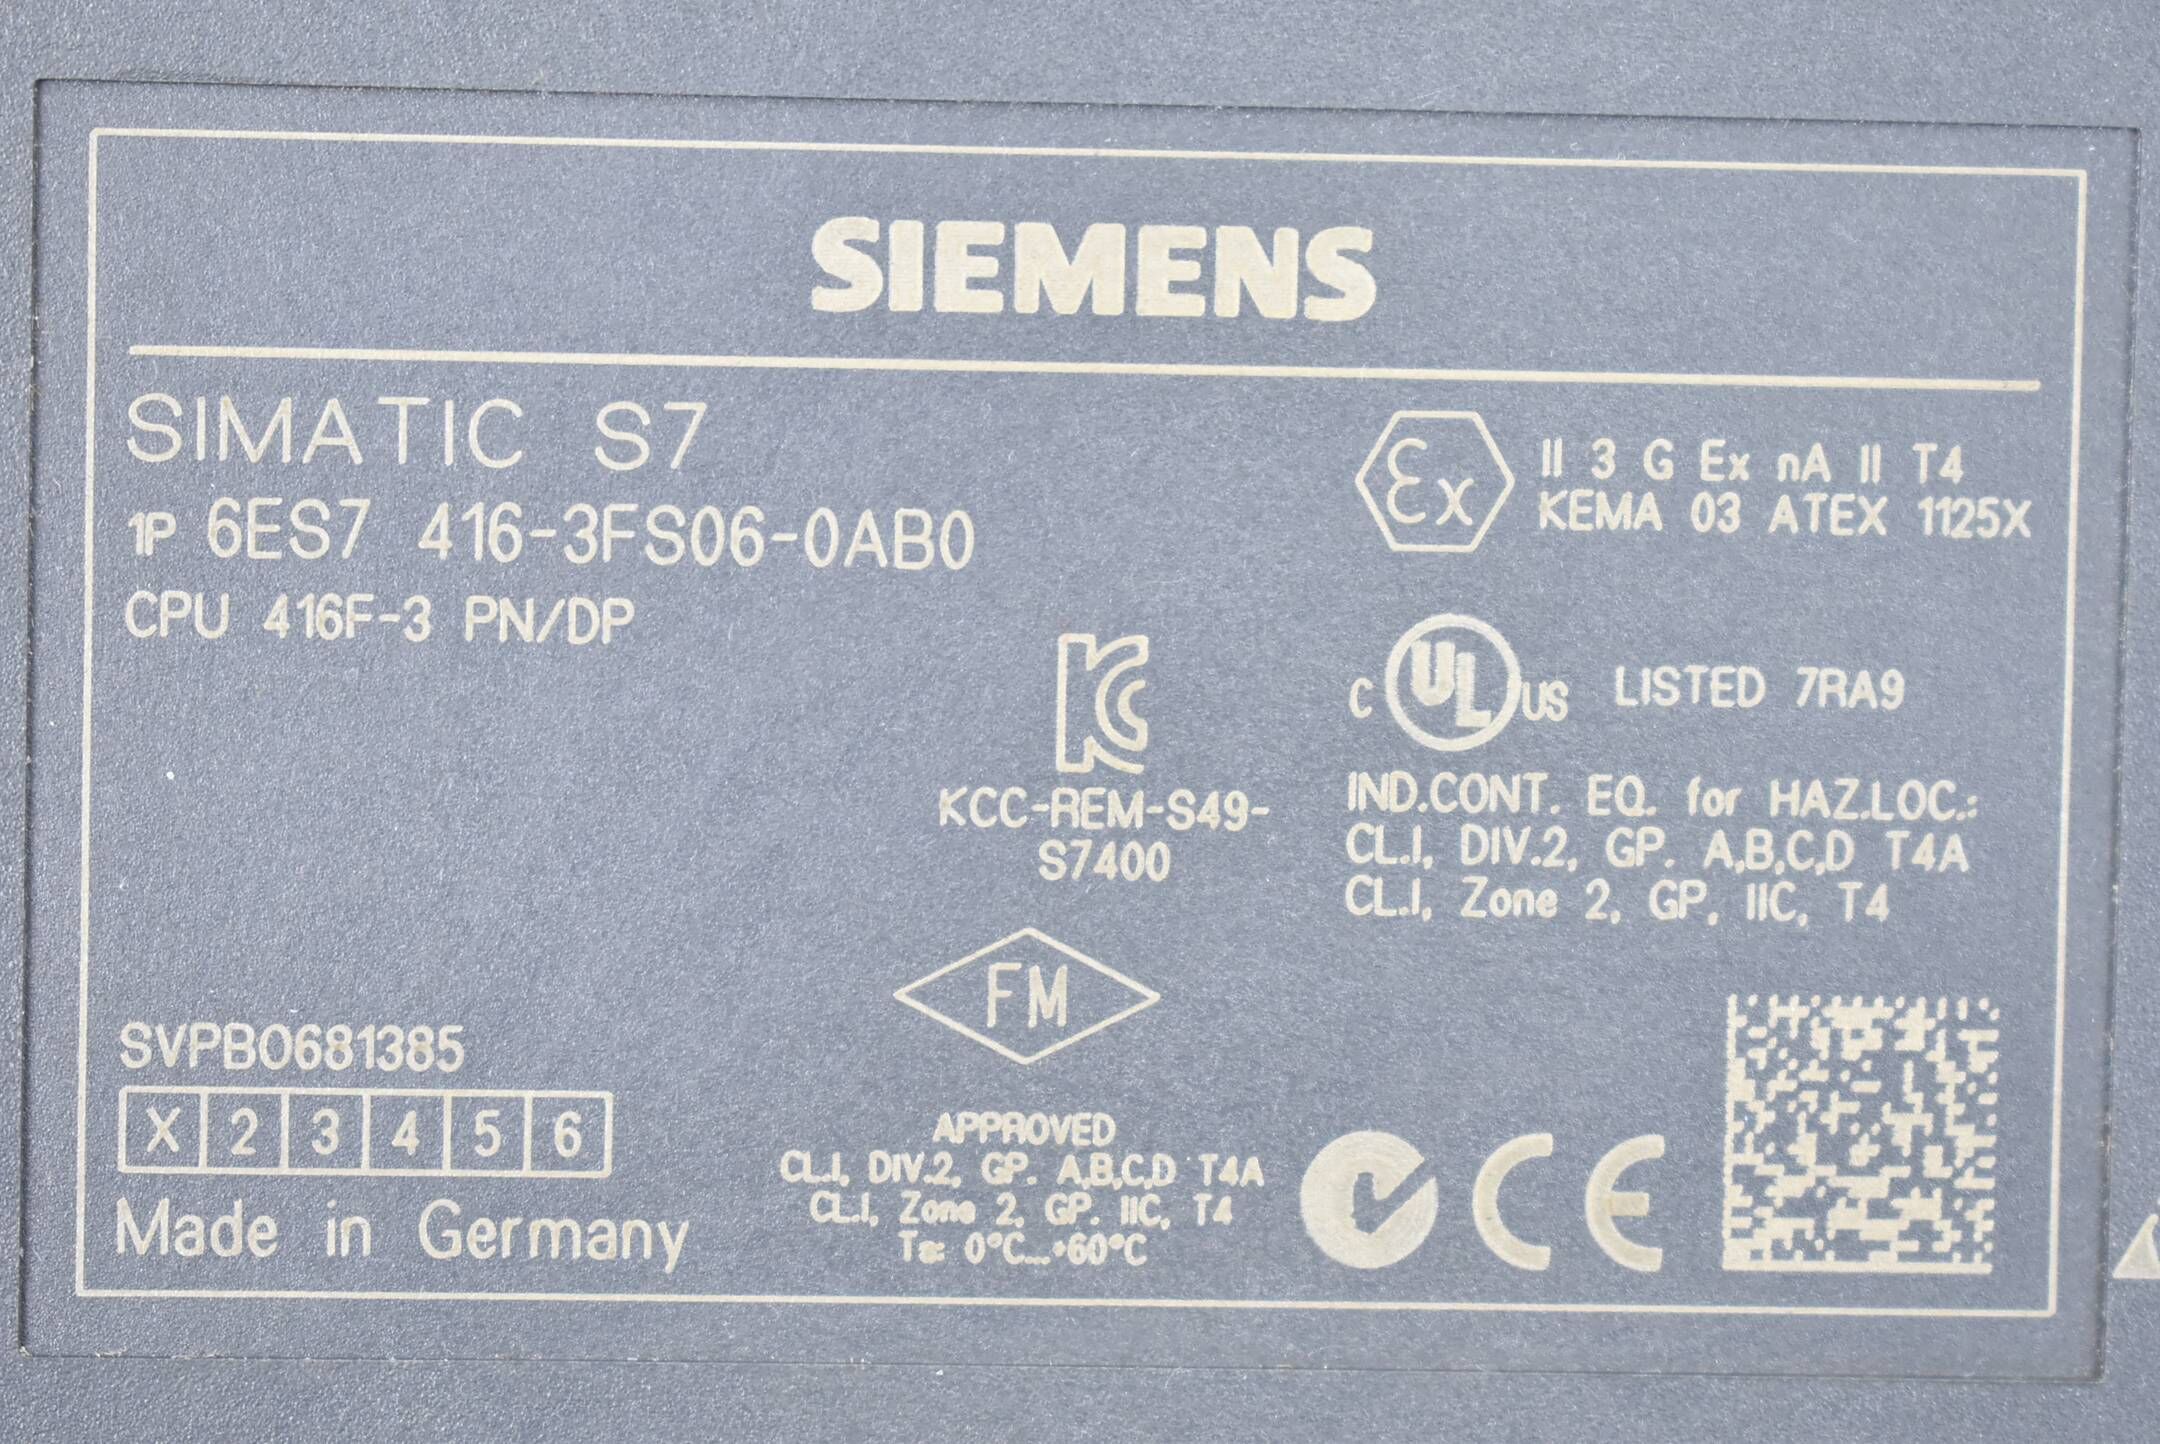 SIEMENS
SIMATIC S7
1P 6ES7 416-3FS06-0AB0
CPU 416F-3 PN/DP
Ex II 3 G Ex nA II T4
KEMA 03 ATEX 1125X
KCC-REM-S49-
S7400
C UL US LISTED 7RA9
IND.CONT. EQ. for HAZ.LOC.:
CL.I, DIV.2, GP. A,B,C,D T4A
CL.I, Zone 2, GP. IIC, T4
FM
APPROVED
CL.I, DIV.2, GP. A,B,C,D T4A
CL.I, Zone 2, GP. IIC, T4
Ta: 0°C...+60°C
SVPB0681385
X 2 3 4 5 6
Made in Germany
CE